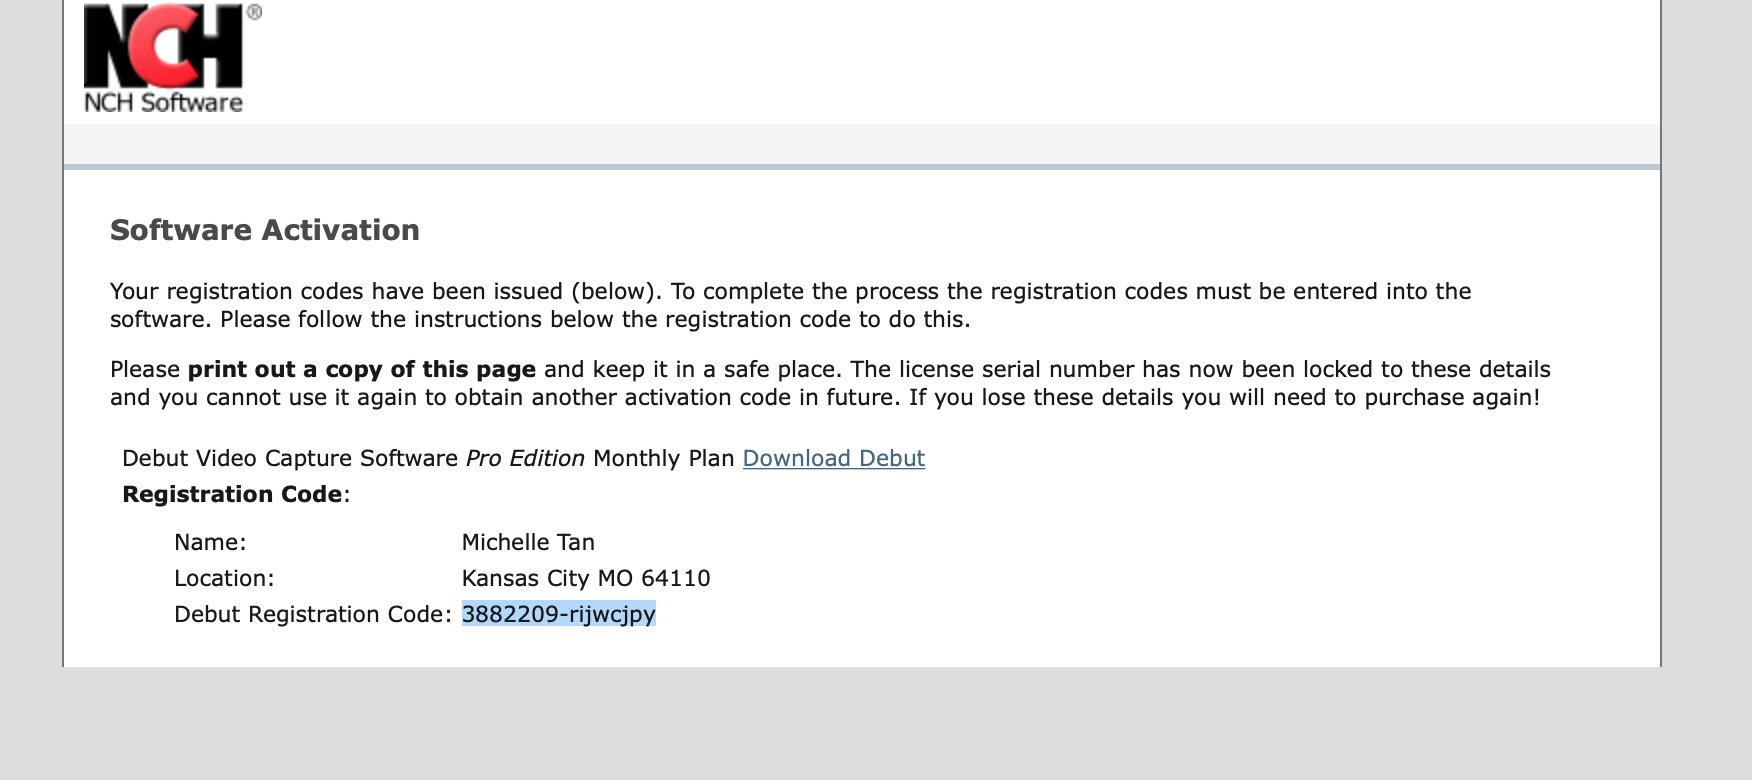 NCH®
NCH Software
Software Activation
Your registration codes have been issued (below). To complete the process the registration codes must be entered into the
software. Please follow the instructions below the registration code to do this.
Please print out a copy of this page and keep it in a safe place. The license serial number has now been locked to these details
and you cannot use it again to obtain another activation code in future. If you lose these details you will need to purchase again!
Debut Video Capture Software Pro Edition Monthly Plan Download Debut
Registration Code:
Name: Michelle Tan
Location: Kansas City MO 64110
Debut Registration Code: 3882209-rijwcjpy